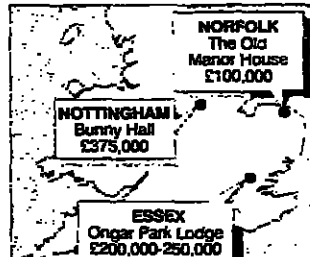 NORFOLK
The Old
Manor House
£100,000
NOTTINGHAM
Bunny Hall
£375,000
ESSEX
Ongar Park Lodge
£200,000-250,000